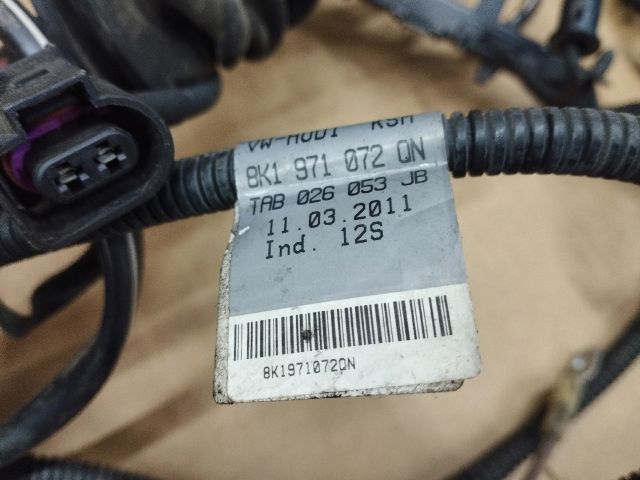 VW-AUDI KSM
8K1 971 072 QN
TAB 026 053 JB
11.03.2011
Ind. 12S
8K1971072QN